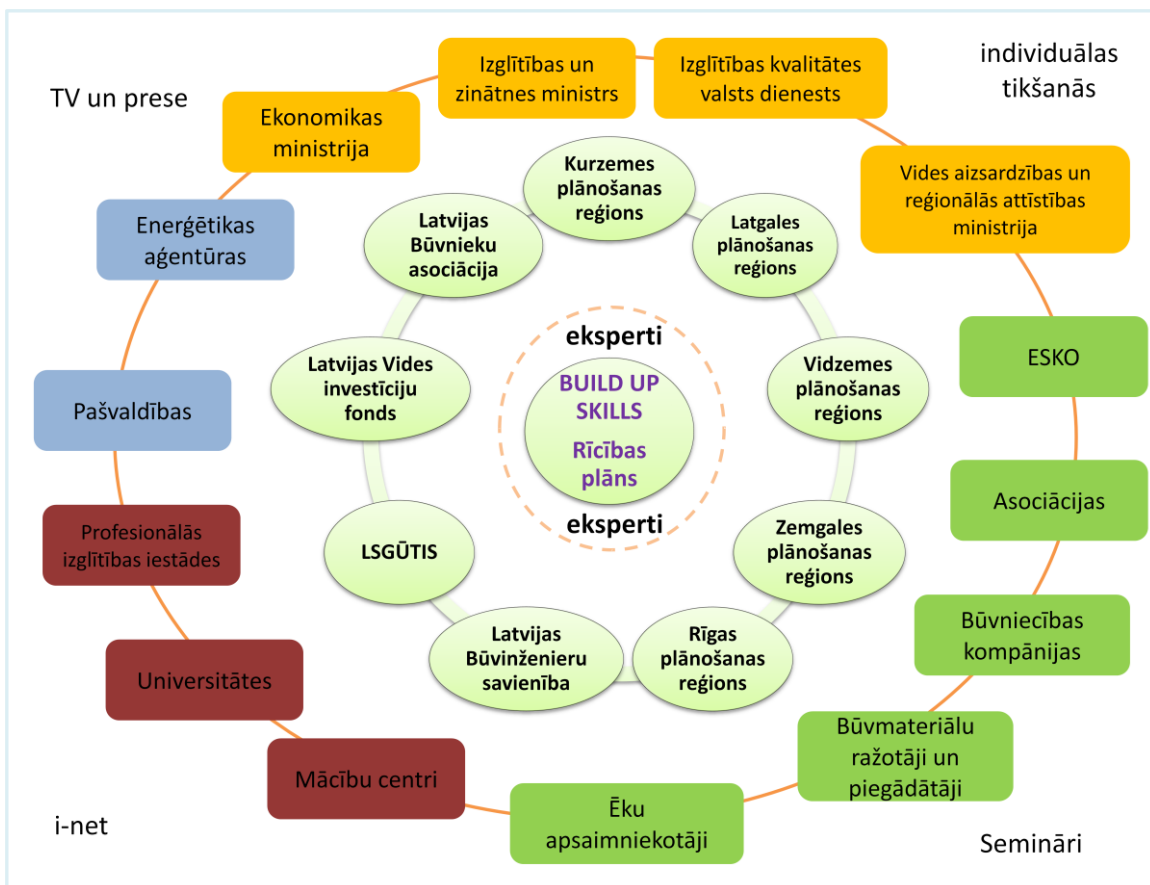 TV un prese
individuālas
tikšanās
Izglītības un
zinātnes ministrs
Izglītības kvalitātes
valsts dienests
Ekonomikas
ministrija
Vides aizsardzības un
reģionālās attīstības
ministrija
Enerģētikas
aģentūras
ESKO
Pašvaldības
Asociācijas
Profesionālās
izglītības iestādes
Būvniecības
kompānijas
Universitātes
Būvmateriālu
ražotāji un
piegādātāji
Mācību centri
Ēku
apsaimniekotāji
i-net
Semināri
Kurzemes
plānošanas
reģions
Latvijas
Būvnieku
asociācija
Latgales
plānošanas
reģions
Latvijas Vides
investīciju
fonds
Vidzemes
plānošanas
reģions
LSGŪTIS
Zemgales
plānošanas
reģions
Latvijas
Būvinženieru
savienība
Rīgas
plānošanas
reģions
eksperti
BUILD UP
SKILLS
Rīcības
plāns
eksperti